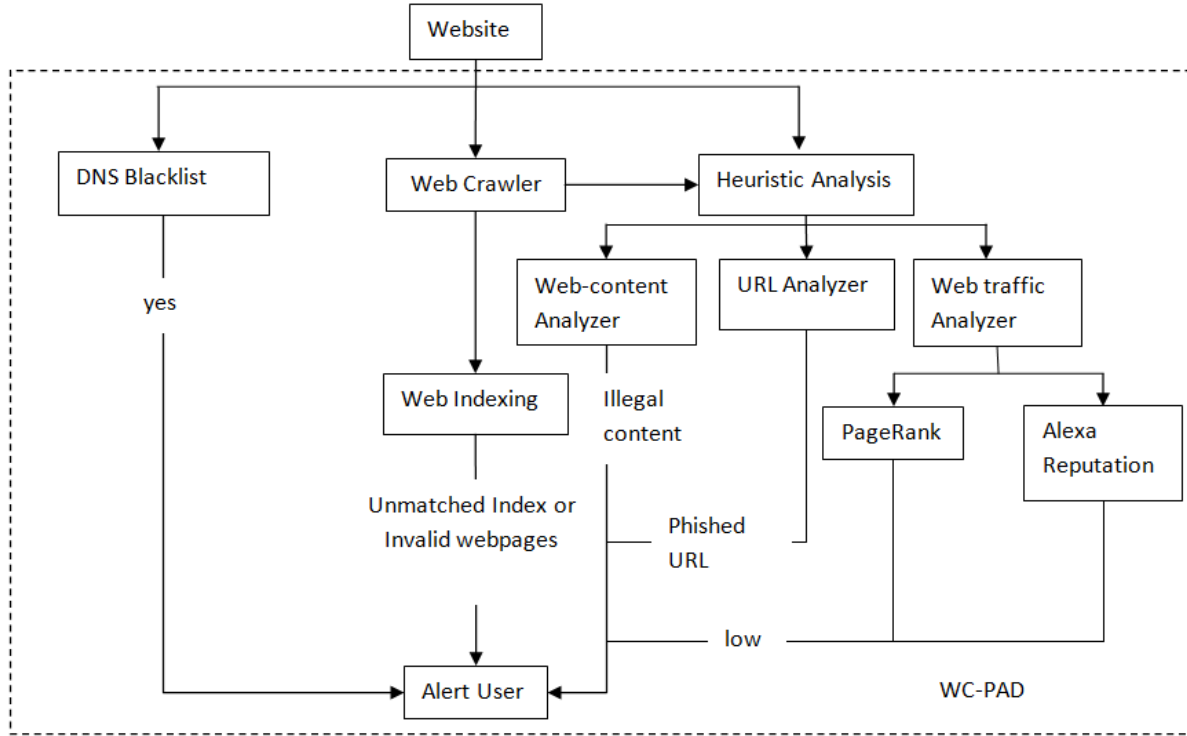 Website
DNS Blacklist
Web Crawler
Heuristic Analysis
Web-content
Analyzer
URL Analyzer
Web traffic
Analyzer
yes
Web Indexing
Illegal
content
PageRank
Alexa
Reputation
Unmatched Index or
Invalid webpages
Phished
URL
low
Alert User
WC-PAD